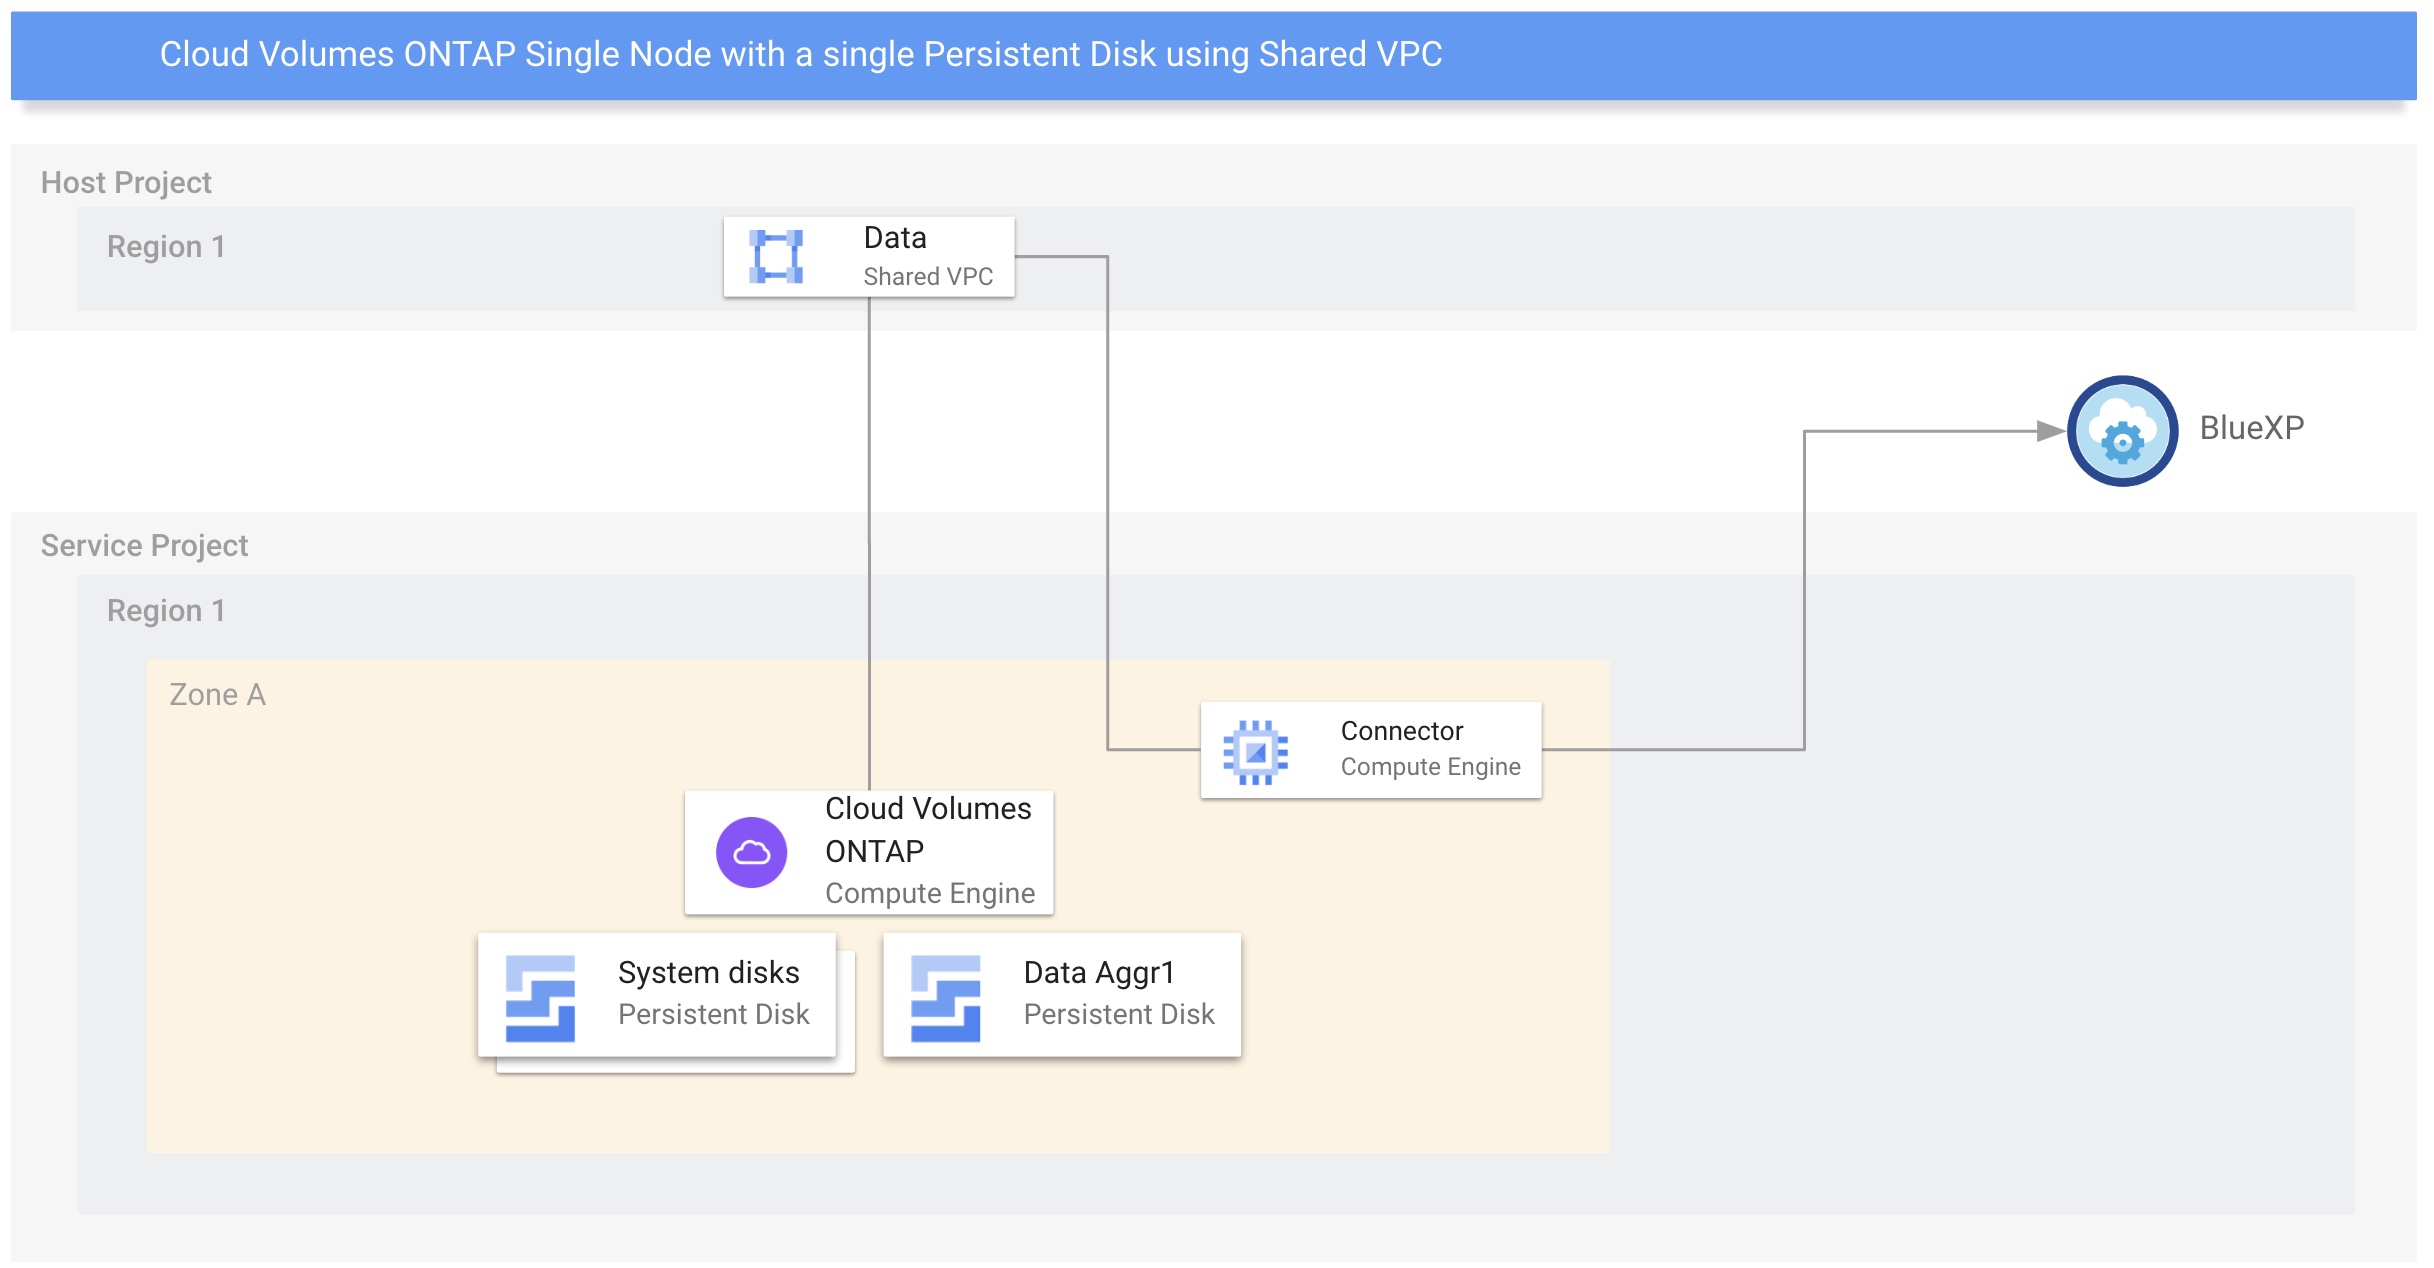 Cloud Volumes ONTAP Single Node with a single Persistent Disk using Shared VPC
Host Project
Region 1
Data
Shared VPC
BlueXP
Service Project
Region 1
Zone A
Connector
Compute Engine
Cloud Volumes
ONTAP
Compute Engine
System disks
Persistent Disk
Data Aggr1
Persistent Disk